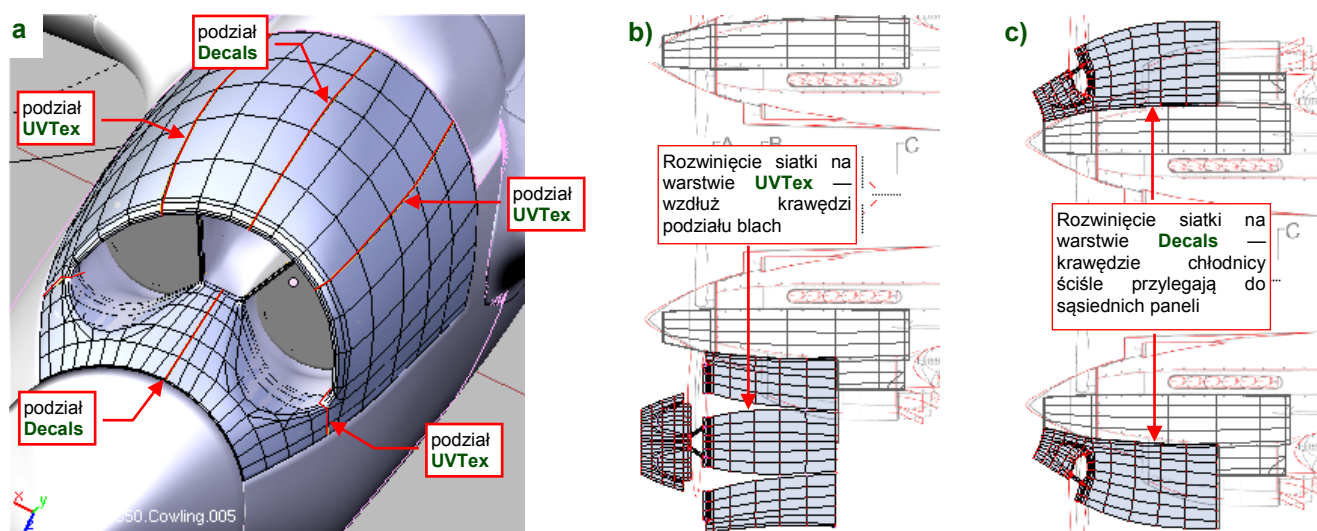 a
podział
Decals
podział
UVTex
podział
UVTex
podział
Decals
podział
UVTex
x
y
z
50.Cowling.005
b)
A
B
C
Rozwinięcie siatki na
warstwie UVTex —
wzdłuż krawędzi
podziału blach
c)
C
Rozwinięcie siatki na
warstwie Decals —
krawędzie chłodnicy
ściśle przylegają do
sąsiednich paneli